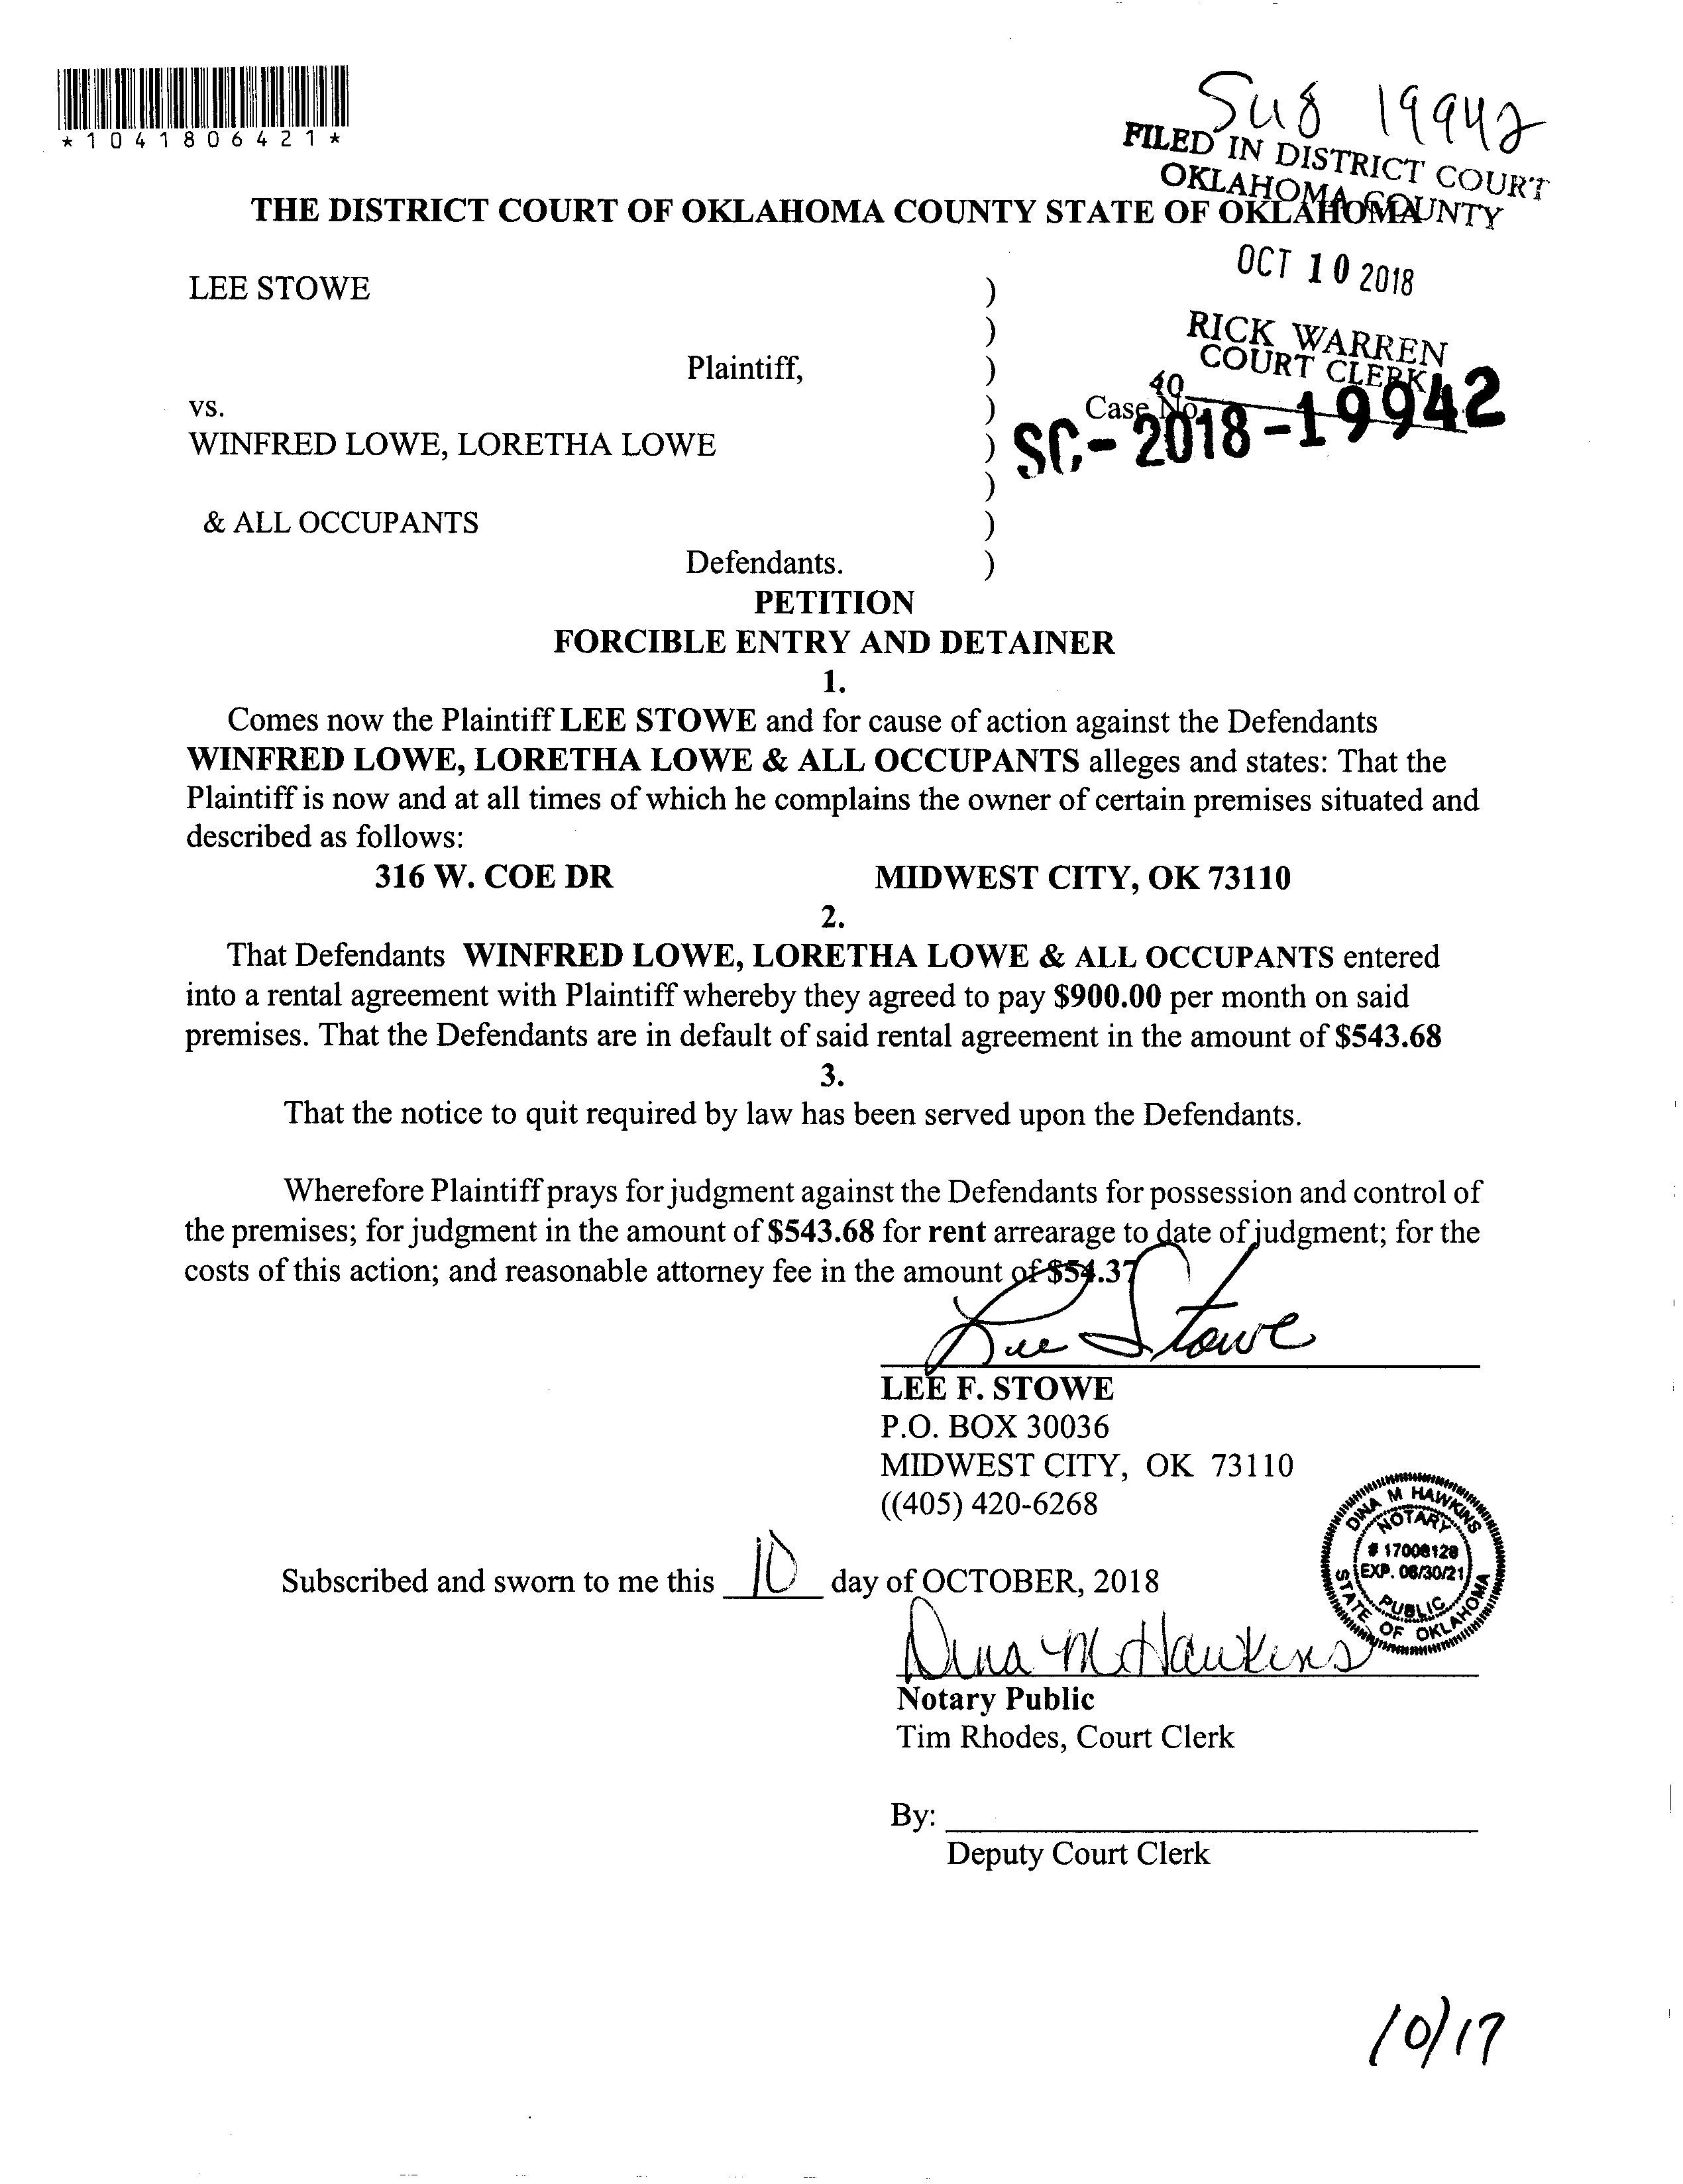 *1041806421*
19942
FILED IN DISTRICT COURT
OKLAHOMA COUNTY
THE DISTRICT COURT OF OKLAHOMA COUNTY STATE OF OKLAHOMA
OCT 10 2018
LEE STOWE )
)
RICK WARREN
COURT CLERK
Plaintiff, )
40
vs. ) Case No.
SC-2018-19942
WINFRED LOWE, LORETHA LOWE )
)
& ALL OCCUPANTS )
Defendants. )
PETITION
FORCIBLE ENTRY AND DETAINER
1.
Comes now the Plaintiff LEE STOWE and for cause of action against the Defendants
WINFRED LOWE, LORETHA LOWE & ALL OCCUPANTS alleges and states: That the
Plaintiff is now and at all times of which he complains the owner of certain premises situated and
described as follows:
316 W. COE DR MIDWEST CITY, OK 73110
2.
That Defendants WINFRED LOWE, LORETHA LOWE & ALL OCCUPANTS entered
into a rental agreement with Plaintiff whereby they agreed to pay $900.00 per month on said
premises. That the Defendants are in default of said rental agreement in the amount of $543.68
3.
That the notice to quit required by law has been served upon the Defendants.
Wherefore Plaintiff prays for judgment against the Defendants for possession and control of
the premises; for judgment in the amount of $543.68 for rent arrearage to date of judgment; for the
costs of this action; and reasonable attorney fee in the amount of $54.37
Lee Stowe
LEE F. STOWE
P.O. BOX 30036
MIDWEST CITY, OK 73110
((405) 420-6268
DINA M HAWKINS
NOTARY
# 17006128
EXP. 06/30/21
PUBLIC
STATE OF OKLAHOMA
Subscribed and sworn to me this 10 day of OCTOBER, 2018
Dina M Hawkins
Notary Public
Tim Rhodes, Court Clerk
By:
Deputy Court Clerk
10/17